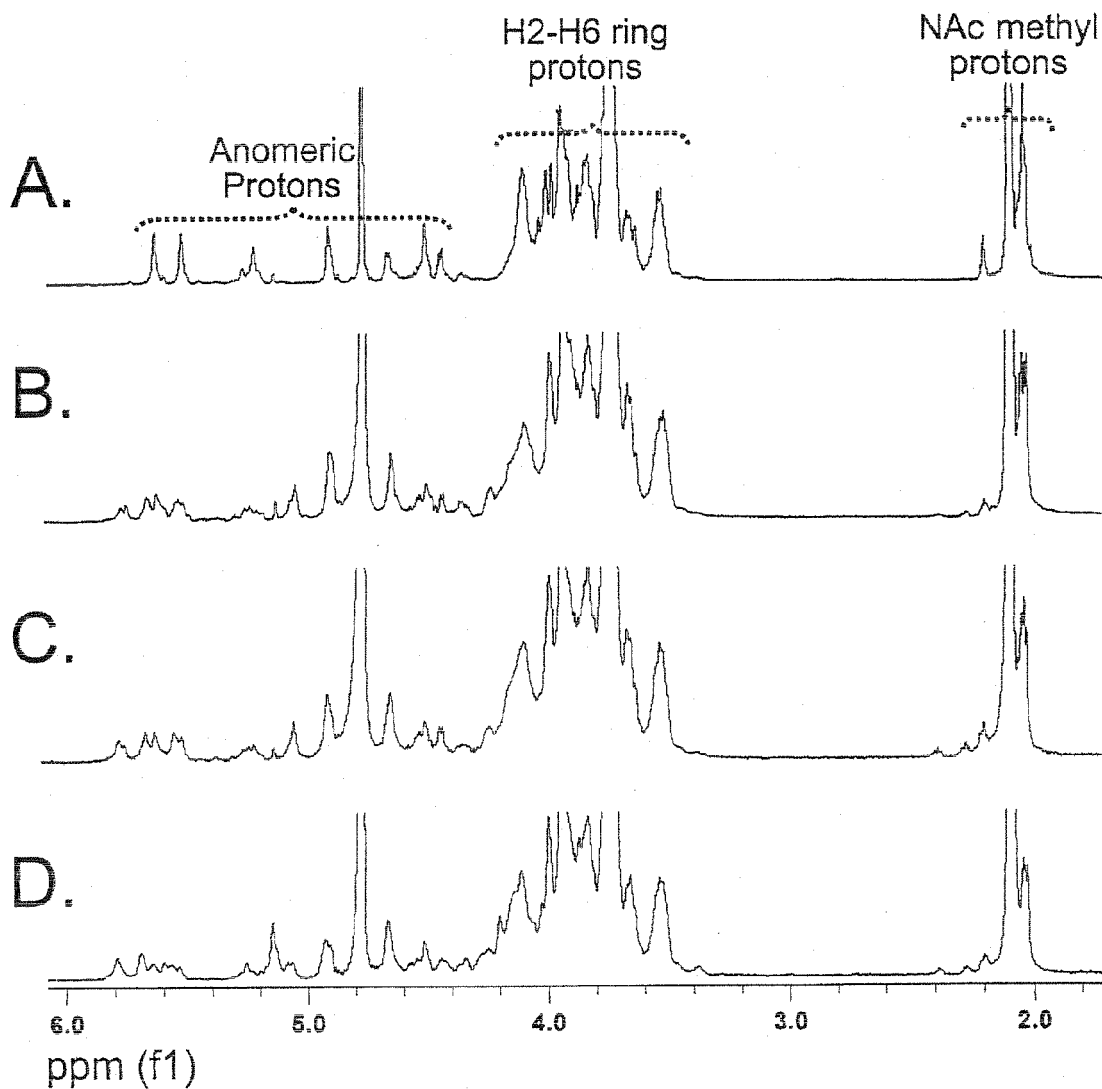 H2-H6 ring
protons
NAc methyl
protons
Anomeric
Protons
A.
B.
C.
D.
6.0 5.0 4.0 3.0 2.0
ppm (f1)